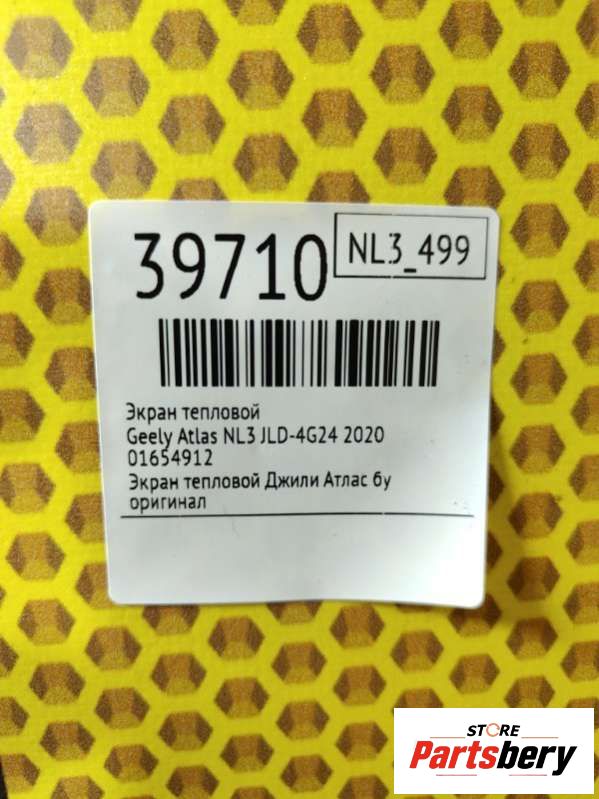 39710
NL3_499
Экран тепловой
Geely Atlas NL3 JLD-4G24 2020
01654912
Экран тепловой Джили Атлас бу
оригинал
STORE
Partsbery